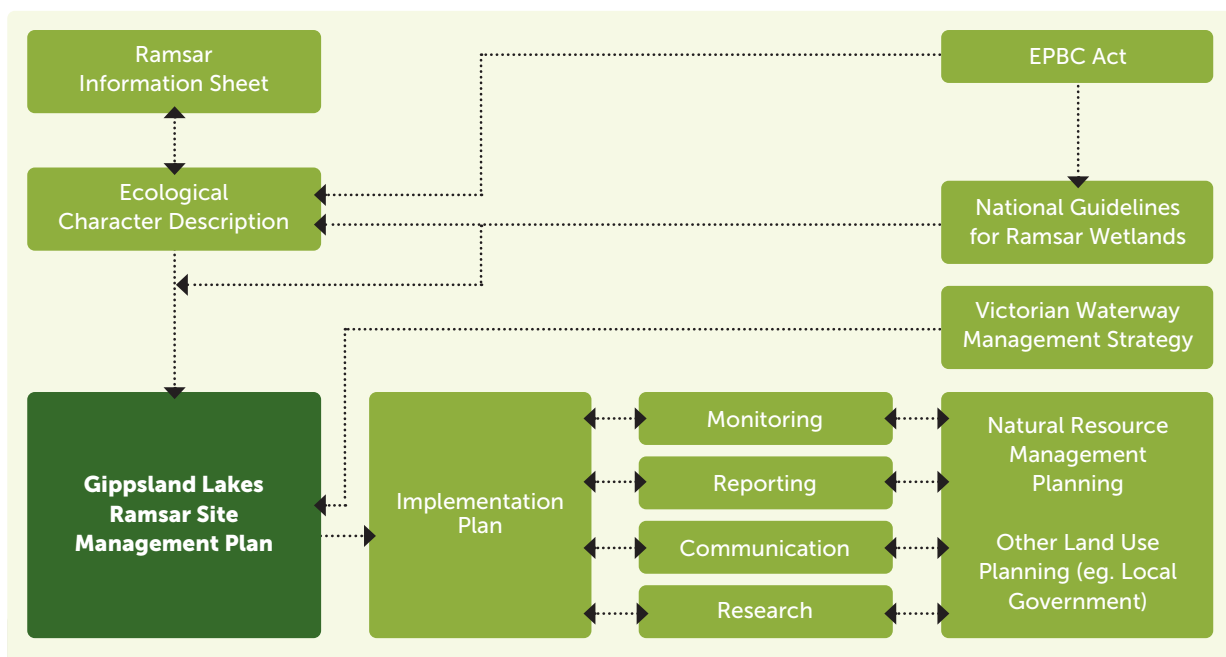 Ramsar
Information Sheet
EPBC Act
Ecological
Character Description
National Guidelines
for Ramsar Wetlands
Victorian Waterway
Management Strategy
Gippsland Lakes
Ramsar Site
Management Plan
Implementation
Plan
Monitoring
Reporting
Communication
Research
Natural Resource
Management
Planning
Other Land Use
Planning (eg. Local
Government)